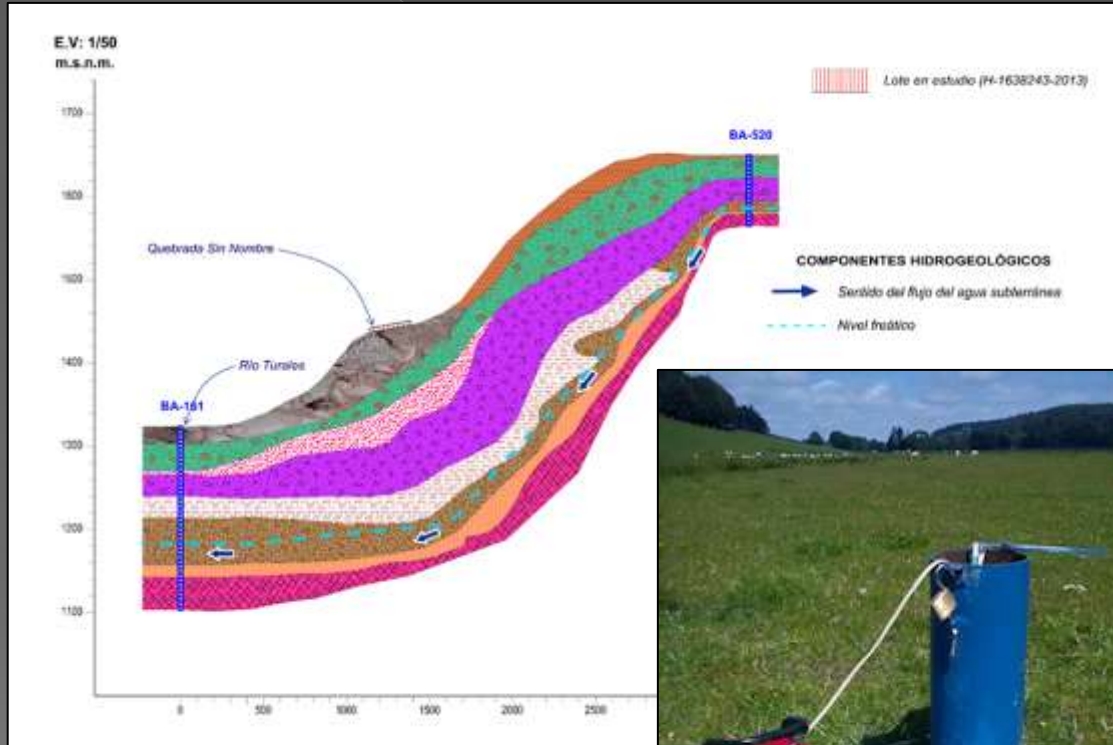 E.V: 1/50
m.s.n.m.
Lote en estudio (H-1638243-2013)
1700
BA-520
1600
Quebrada Sin Nombre
COMPONENTES HIDROGEOLÓGICOS
1500
Sentido del flujo del agua subterránea
Nivel freático
1400
Río Turales
BA-161
1300
1200
1100
0 500 1000 1500 2000 2500